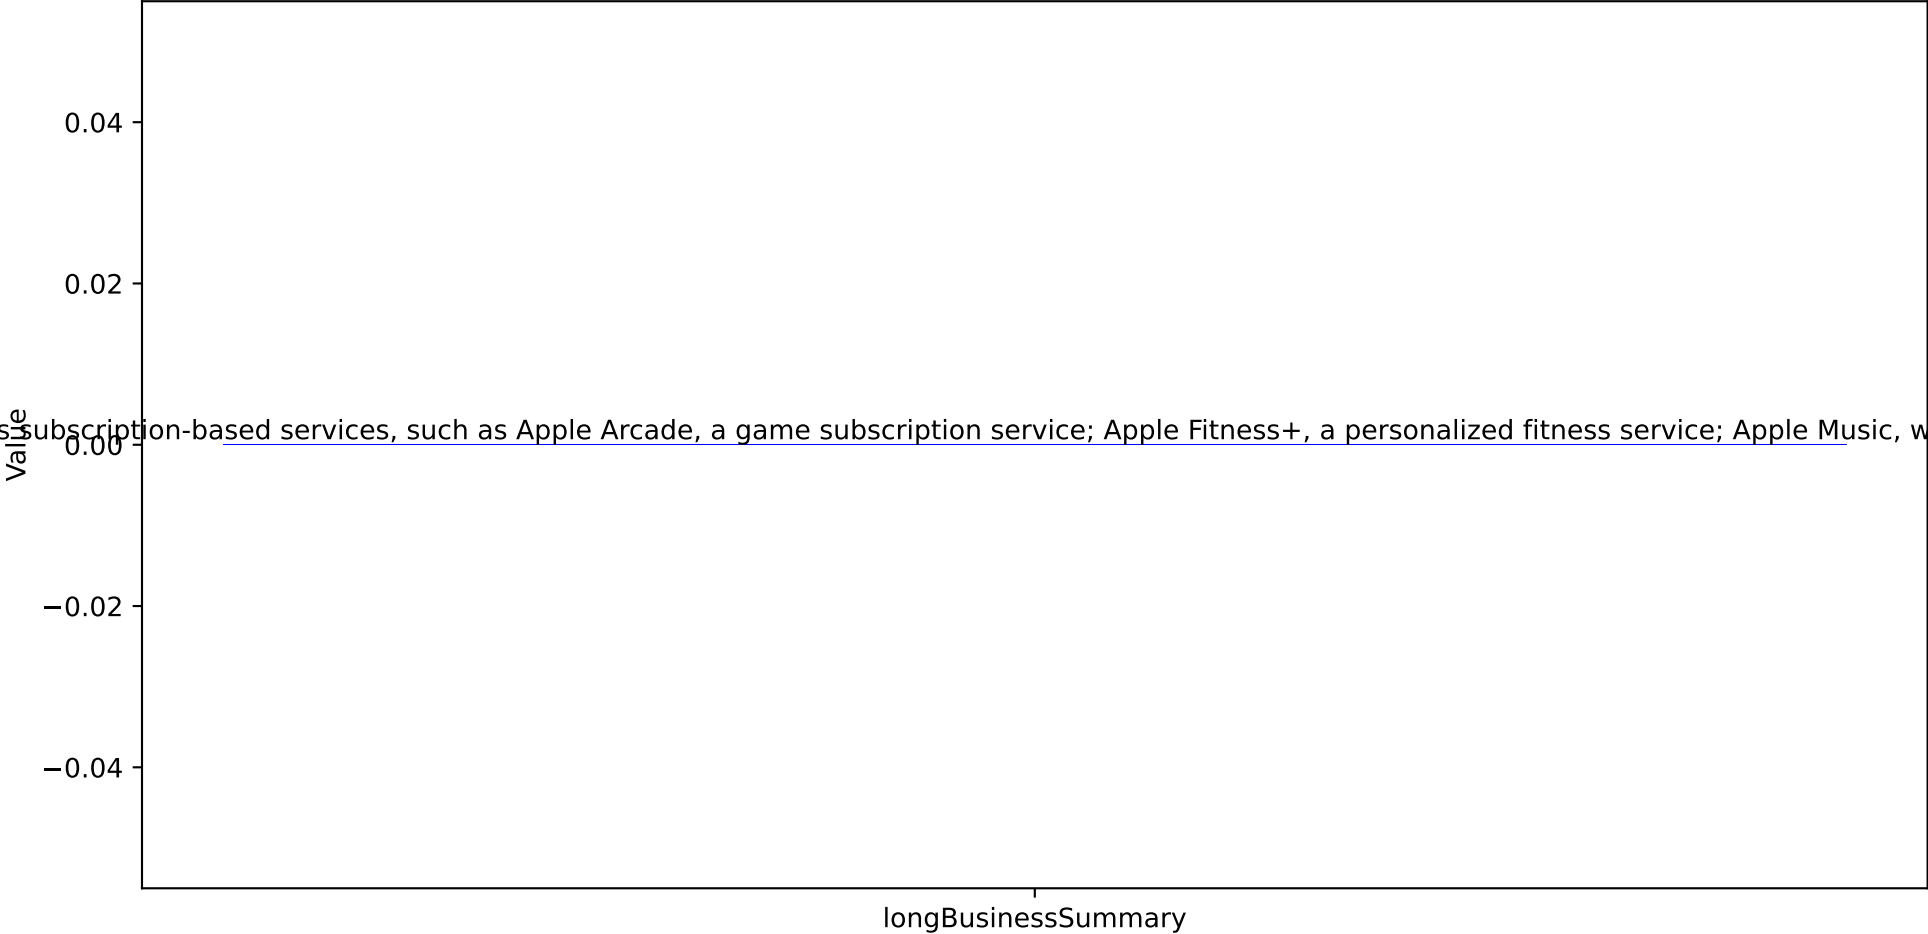 0.04
0.02
s subscription-based services, such as Apple Arcade, a game subscription service; Apple Fitness+, a personalized fitness service; Apple Music, w
0.00
Value
−0.02
−0.04
longBusinessSummary